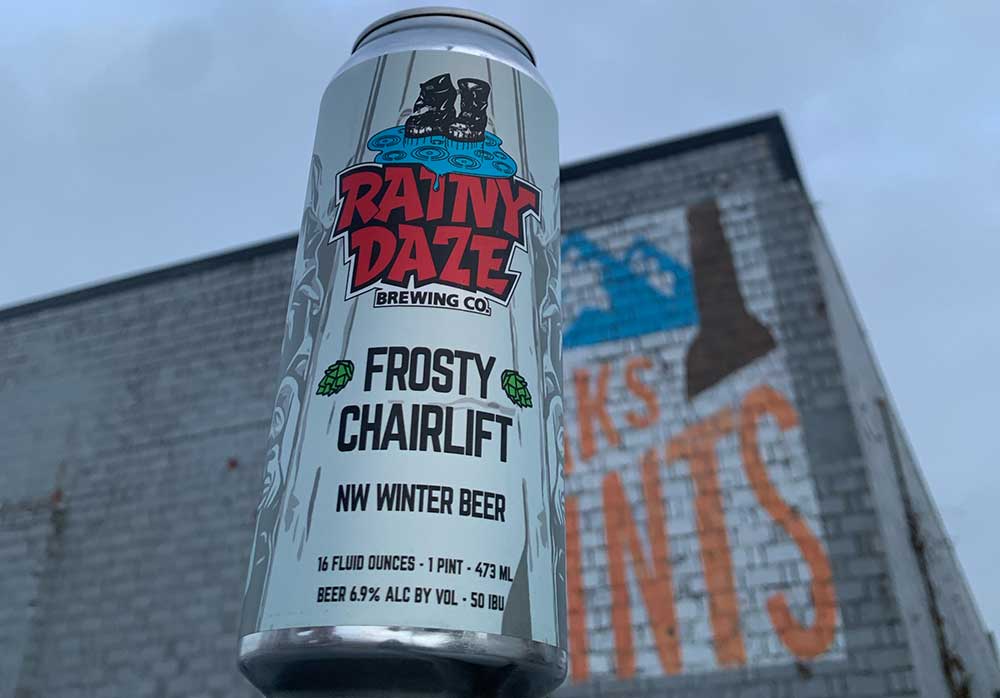 RAINY
DAZE
BREWING CO.
FROSTY
CHAIRLIFT
NW WINTER BEER
16 FLUID OUNCES - 1 PINT - 473 ML
BEER 6.9% ALC BY VOL - 50 IBU